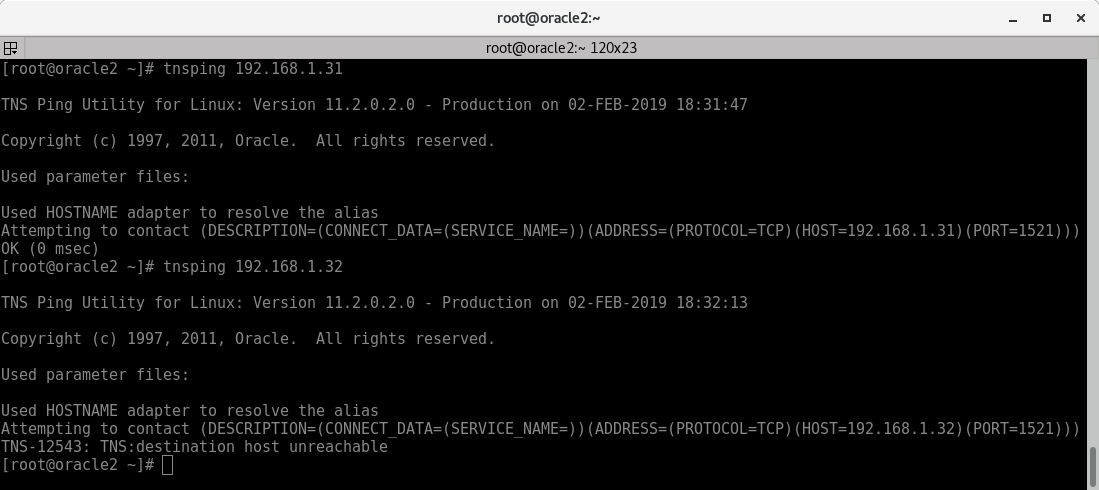 root@oracle2:~
root@oracle2:~ 120x23
[root@oracle2 ~]# tnsping 192.168.1.31
TNS Ping Utility for Linux: Version 11.2.0.2.0 - Production on 02-FEB-2019 18:31:47
Copyright (c) 1997, 2011, Oracle.  All rights reserved.
Used parameter files:
Used HOSTNAME adapter to resolve the alias
Attempting to contact (DESCRIPTION=(CONNECT_DATA=(SERVICE_NAME=))(ADDRESS=(PROTOCOL=TCP)(HOST=192.168.1.31)(PORT=1521)))
OK (0 msec)
[root@oracle2 ~]# tnsping 192.168.1.32
TNS Ping Utility for Linux: Version 11.2.0.2.0 - Production on 02-FEB-2019 18:32:13
Copyright (c) 1997, 2011, Oracle.  All rights reserved.
Used parameter files:
Used HOSTNAME adapter to resolve the alias
Attempting to contact (DESCRIPTION=(CONNECT_DATA=(SERVICE_NAME=))(ADDRESS=(PROTOCOL=TCP)(HOST=192.168.1.32)(PORT=1521)))
TNS-12543: TNS:destination host unreachable
[root@oracle2 ~]#